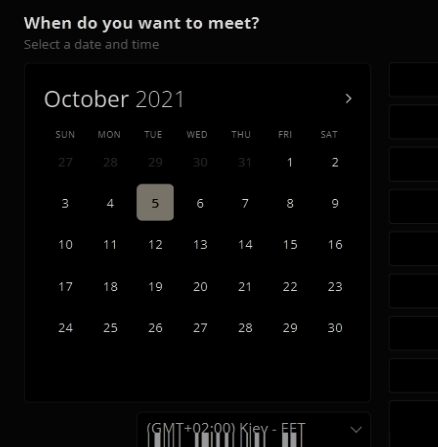 When do you want to meet?
Select a date and time
October 2021
SUN MON TUE WED THU FRI SAT
27 28 29 30 31 1 2
3 4 5 6 7 8 9
10 11 12 13 14 15 16
17 18 19 20 21 22 23
24 25 26 27 28 29 30
(GMT+02:00) Kiev - EET